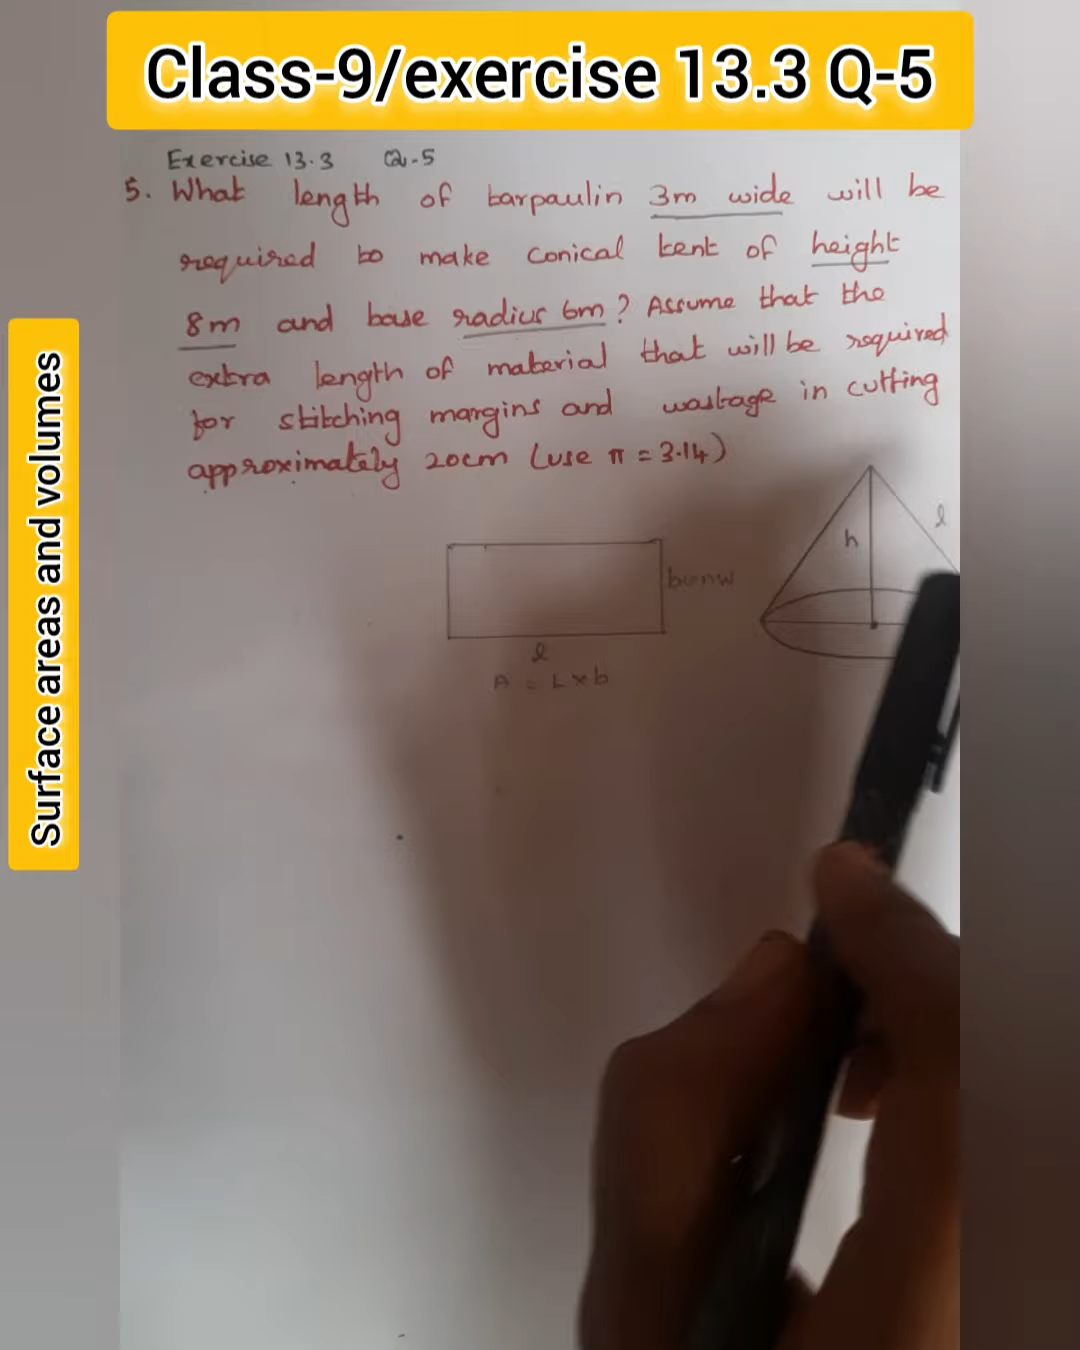 Class-9/exercise 13.3 Q-5
Surface areas and volumes
Exercise 13.3 Q.5
5. What length of tarpaulin 3m wide will be
required to make conical tent of height
8m and base radius 6m? Assume that the
extra length of material that will be required
for stitching margins and wastage in cutting
approximately 20cm (use π = 3.14)
h
l
b
l
A = L×b